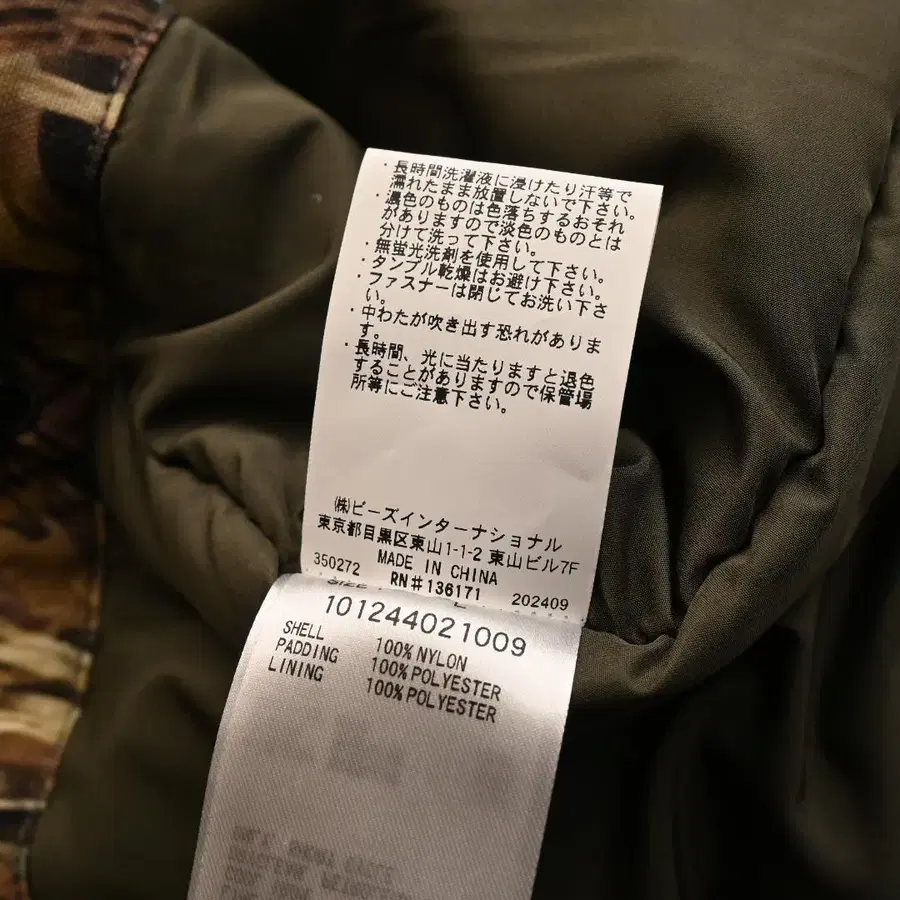 ・長時間洗濯液に浸けたり汗等で
濡れたまま放置しないで下さい。
・濃色のものは色落ちするおそれ
がありますので淡色のものとは
分けて洗って下さい。
・無蛍光洗剤を使用して下さい。
・タンブル乾燥はお避け下さい。
・ファスナーは閉じてお洗い下さ
い。
・中わたが吹き出す恐れがありま
す。
・長時間、光に当たりますと退色
することがありますので保管場
所等にご注意下さい。
㈱ビーズインターナショナル
東京都目黒区東山1-1-2 東山ビル7F
350272 MADE IN CHINA
RN#136171 202409
SIZE L
101244021009
SHELL 100% NYLON
PADDING 100% POLYESTER
LINING 100% POLYESTER